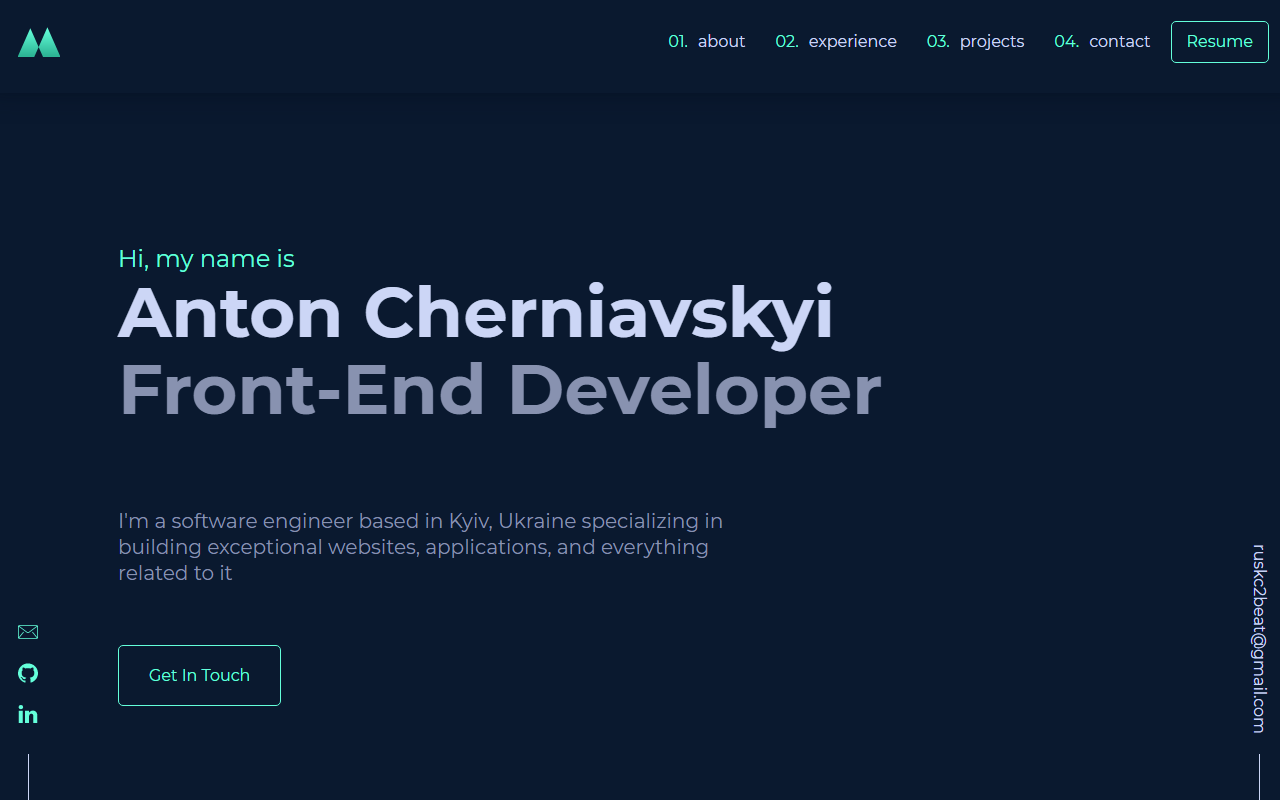 01. about
02. experience
03. projects
04. contact
Resume
Hi, my name is
Anton Cherniavskyi
Front-End Developer
I'm a software engineer based in Kyiv, Ukraine specializing in
building exceptional websites, applications, and everything
related to it
Get In Touch
ruskc2beat@gmail.com